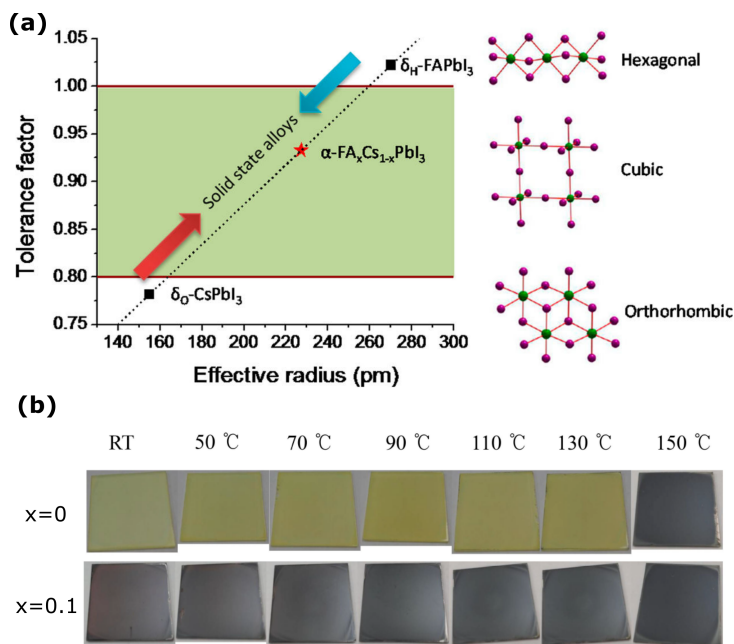 (a)
Tolerance factor
1.05
1.00
0.95
0.90
0.85
0.80
0.75
140 160 180 200 220 240 260 280 300
Effective radius (pm)
δH-FAPbI3
Solid state alloys
α-FAxCs1-xPbI3
δO-CsPbI3
Hexagonal
Cubic
Orthorhombic
(b)
RT 50 ℃ 70 ℃ 90 ℃ 110 ℃ 130 ℃ 150 ℃
x=0
x=0.1